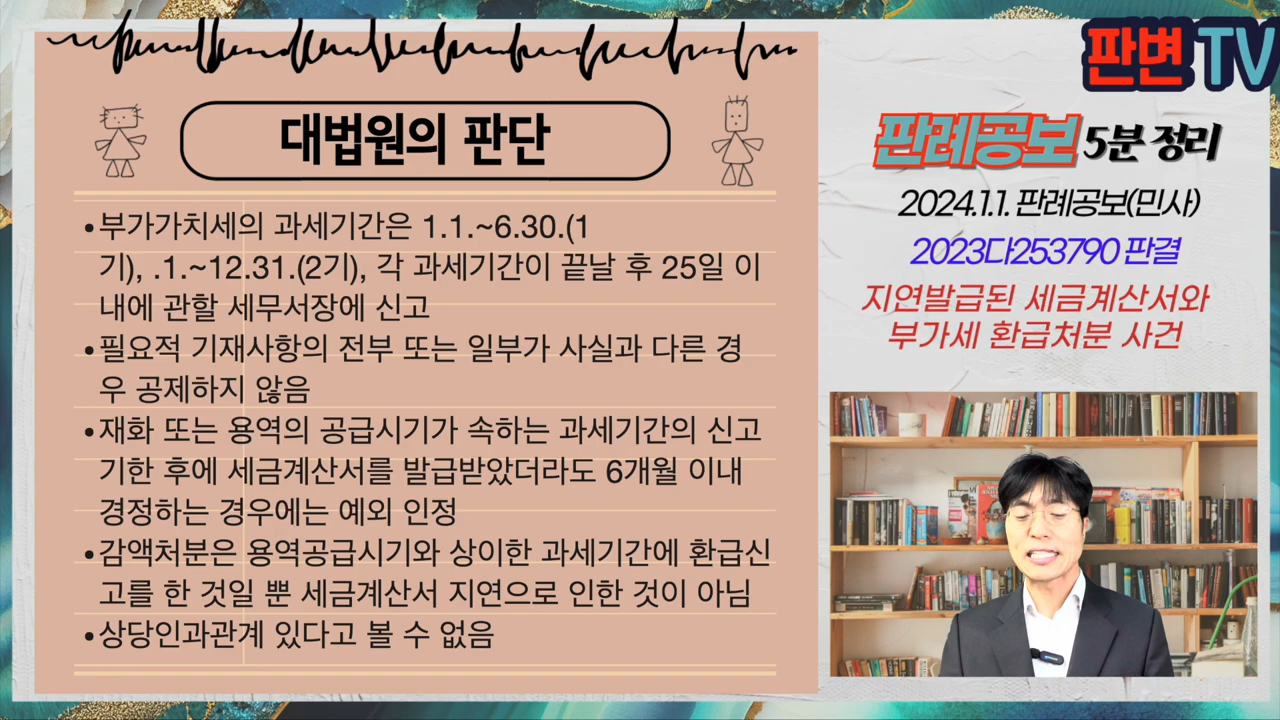 대법원의 판단
•부가가치세의 과세기간은 1.1.~6.30.(1
기), .1.~12.31.(2기), 각 과세기간이 끝날 후 25일 이
내에 관할 세무서장에 신고
•필요적 기재사항의 전부 또는 일부가 사실과 다른 경
우 공제하지 않음
•재화 또는 용역의 공급시기가 속하는 과세기간의 신고
기한 후에 세금계산서를 발급받았더라도 6개월 이내
경정하는 경우에는 예외 인정
•감액처분은 용역공급시기와 상이한 과세기간에 환급신
고를 한 것일 뿐 세금계산서 지연으로 인한 것이 아님
•상당인과관계 있다고 볼 수 없음
판변 TV
판례공보 5분 정리
2024.1.1. 판례공보(민사)
2023다253790 판결
지연발급된 세금계산서와
부가세 환급처분 사건